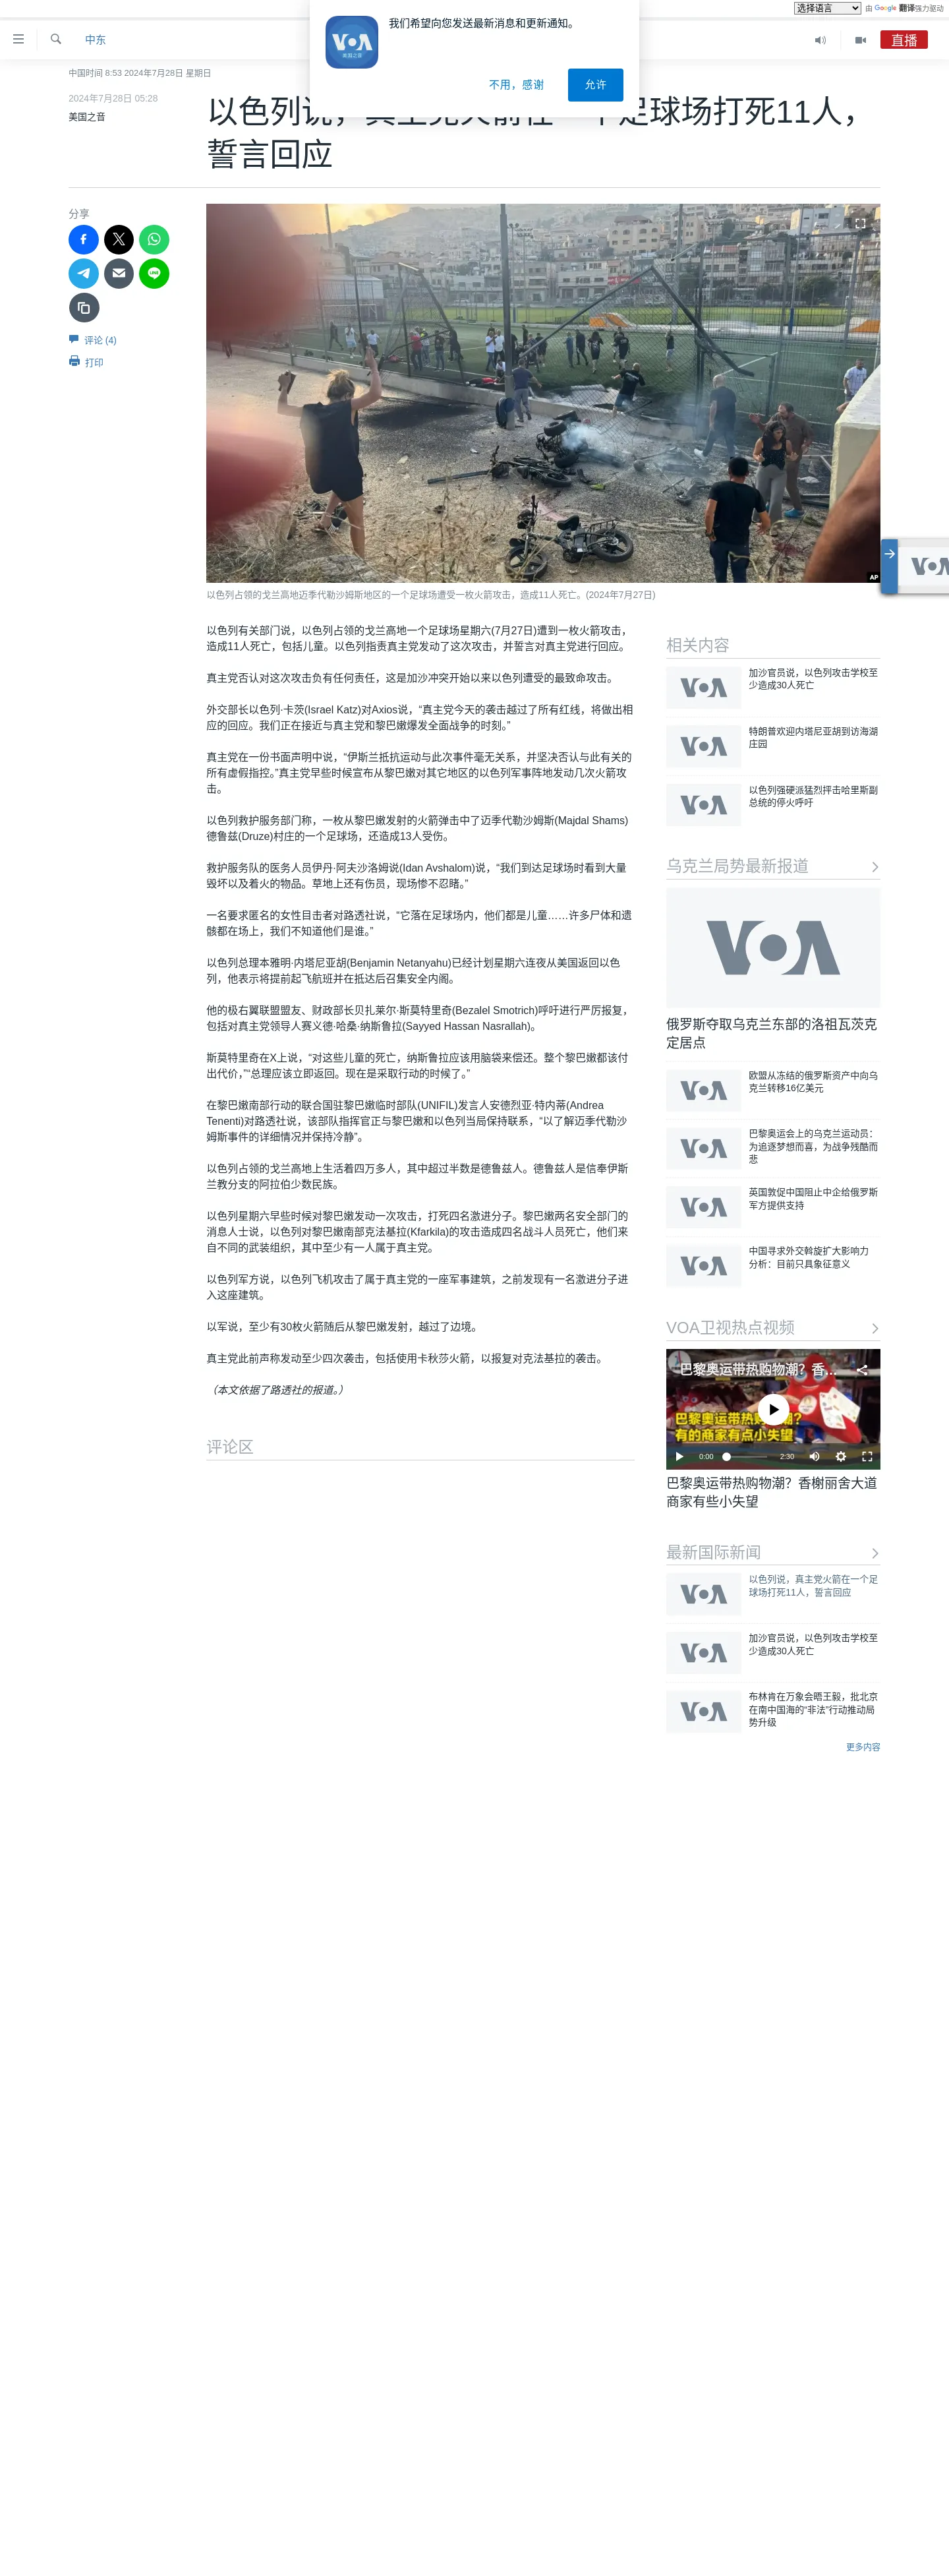 选择语言
由 Google 翻译强力驱动
我们希望向您发送最新消息和更新通知。
VOA
美国之音
不用，感谢
允许
中东
直播
中国时间 8:53 2024年7月28日 星期日
2024年7月28日 05:28
美国之音
个足球场打死11人，
誓言回应
分享
评论 (4)
打印
AP
以色列占领的戈兰高地迈季代勒沙姆斯地区的一个足球场遭受一枚火箭攻击，造成11人死亡。(2024年7月27日)
以色列有关部门说，以色列占领的戈兰高地一个足球场星期六(7月27日)遭到一枚火箭攻击，
造成11人死亡，包括儿童。以色列指责真主党发动了这次攻击，并誓言对真主党进行回应。
真主党否认对这次攻击负有任何责任，这是加沙冲突开始以来以色列遭受的最致命攻击。
外交部长以色列·卡茨(Israel Katz)对Axios说，“真主党今天的袭击越过了所有红线，将做出相
应的回应。我们正在接近与真主党和黎巴嫩爆发全面战争的时刻。”
真主党在一份书面声明中说，“伊斯兰抵抗运动与此次事件毫无关系，并坚决否认与此有关的
所有虚假指控。”真主党早些时候宣布从黎巴嫩对其它地区的以色列军事阵地发动几次火箭攻
击。
以色列救护服务部门称，一枚从黎巴嫩发射的火箭弹击中了迈季代勒沙姆斯(Majdal Shams)
德鲁兹(Druze)村庄的一个足球场，还造成13人受伤。
救护服务队的医务人员伊丹·阿夫沙洛姆说(Idan Avshalom)说，“我们到达足球场时看到大量
毁坏以及着火的物品。草地上还有伤员，现场惨不忍睹。”
一名要求匿名的女性目击者对路透社说，“它落在足球场内，他们都是儿童……许多尸体和遗
骸都在场上，我们不知道他们是谁。”
以色列总理本雅明·内塔尼亚胡(Benjamin Netanyahu)已经计划星期六连夜从美国返回以色
列，他表示将提前起飞航班并在抵达后召集安全内阁。
他的极右翼联盟盟友、财政部长贝扎莱尔·斯莫特里奇(Bezalel Smotrich)呼吁进行严厉报复，
包括对真主党领导人赛义德·哈桑·纳斯鲁拉(Sayyed Hassan Nasrallah)。
斯莫特里奇在X上说，“对这些儿童的死亡，纳斯鲁拉应该用脑袋来偿还。整个黎巴嫩都该付
出代价，”“总理应该立即返回。现在是采取行动的时候了。”
在黎巴嫩南部行动的联合国驻黎巴嫩临时部队(UNIFIL)发言人安德烈亚·特内蒂(Andrea
Tenenti)对路透社说，该部队指挥官正与黎巴嫩和以色列当局保持联系，“以了解迈季代勒沙
姆斯事件的详细情况并保持冷静”。
以色列占领的戈兰高地上生活着四万多人，其中超过半数是德鲁兹人。德鲁兹人是信奉伊斯
兰教分支的阿拉伯少数民族。
以色列星期六早些时候对黎巴嫩发动一次攻击，打死四名激进分子。黎巴嫩两名安全部门的
消息人士说，以色列对黎巴嫩南部克法基拉(Kfarkila)的攻击造成四名战斗人员死亡，他们来
自不同的武装组织，其中至少有一人属于真主党。
以色列军方说，以色列飞机攻击了属于真主党的一座军事建筑，之前发现有一名激进分子进
入这座建筑。
以军说，至少有30枚火箭随后从黎巴嫩发射，越过了边境。
真主党此前声称发动至少四次袭击，包括使用卡秋莎火箭，以报复对克法基拉的袭击。
（本文依据了路透社的报道。）
评论区
相关内容
VOA
加沙官员说，以色列攻击学校至
少造成30人死亡
VOA
特朗普欢迎内塔尼亚胡到访海湖
庄园
VOA
以色列强硬派猛烈抨击哈里斯副
总统的停火呼吁
乌克兰局势最新报道
VOA
俄罗斯夺取乌克兰东部的洛祖瓦茨克
定居点
VOA
欧盟从冻结的俄罗斯资产中向乌
克兰转移16亿美元
VOA
巴黎奥运会上的乌克兰运动员：
为追逐梦想而喜，为战争残酷而
悲
VOA
英国敦促中国阻止中企给俄罗斯
军方提供支持
VOA
中国寻求外交斡旋扩大影响力
分析：目前只具象征意义
VOA卫视热点视频
巴黎奥运带热购物潮？香...
巴黎奥运带热购物潮？
有的商家有点小失望
0:00
2:30
巴黎奥运带热购物潮？香榭丽舍大道
商家有些小失望
最新国际新闻
VOA
以色列说，真主党火箭在一个足
球场打死11人，誓言回应
VOA
加沙官员说，以色列攻击学校至
少造成30人死亡
VOA
布林肯在万象会晤王毅，批北京
在南中国海的“非法”行动推动局
势升级
更多内容